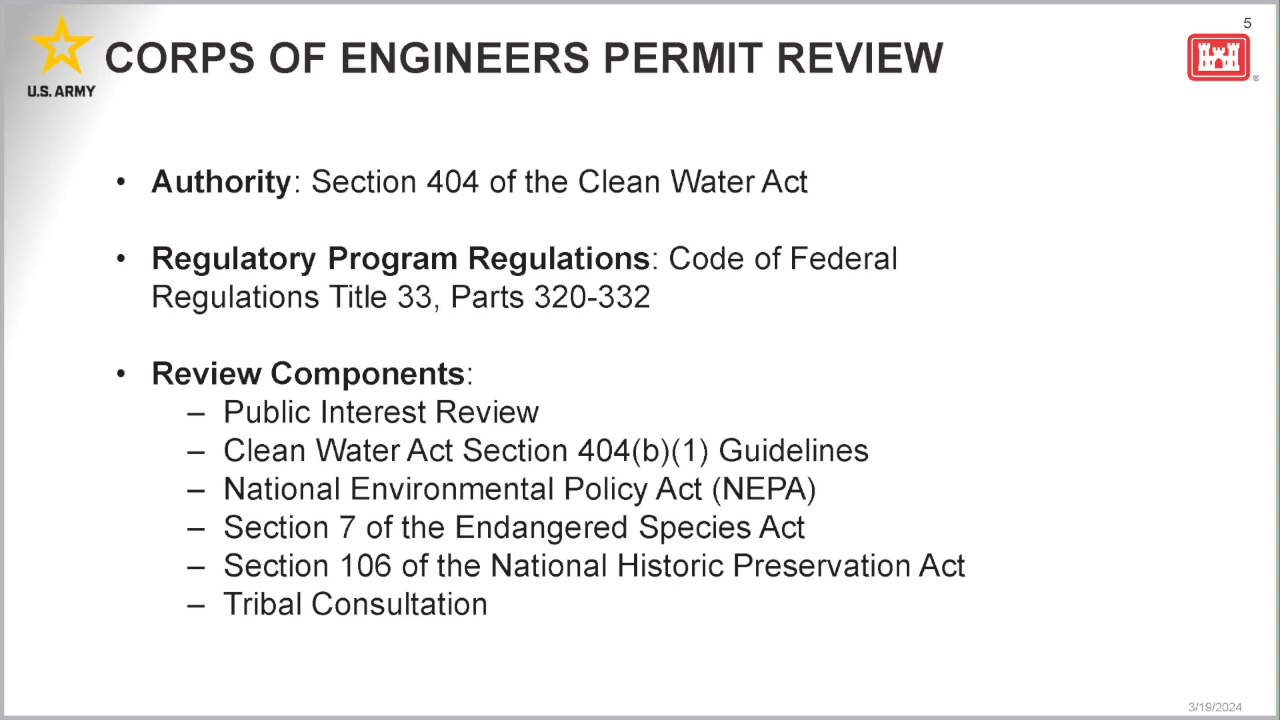 5
CORPS OF ENGINEERS PERMIT REVIEW
U.S. ARMY
®
• Authority: Section 404 of the Clean Water Act
• Regulatory Program Regulations: Code of Federal
Regulations Title 33, Parts 320-332
• Review Components:
– Public Interest Review
– Clean Water Act Section 404(b)(1) Guidelines
– National Environmental Policy Act (NEPA)
– Section 7 of the Endangered Species Act
– Section 106 of the National Historic Preservation Act
– Tribal Consultation
3/19/2024